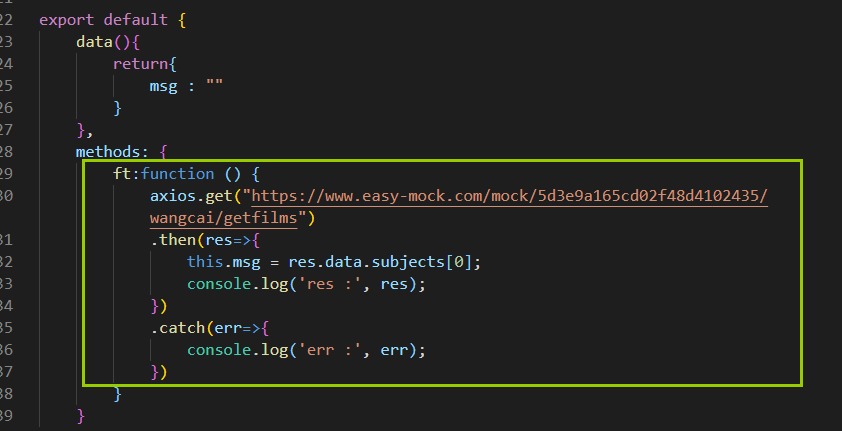 22 export default {
23 data(){
24 return{
25 msg : ""
26 }
27 },
28 methods: {
29 ft:function () {
30 axios.get("https://www.easy-mock.com/mock/5d3e9a165cd02f48d4102435/
wangcai/getfilms")
31 .then(res=>{
32 this.msg = res.data.subjects[0];
33 console.log('res :', res);
34 })
35 .catch(err=>{
36 console.log('err :', err);
37 })
38 }
39 }